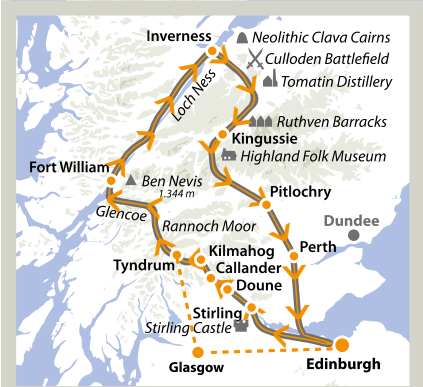 Inverness
Neolithic Clava Cairns
Culloden Battlefield
Tomatin Distillery
Loch Ness
Ruthven Barracks
Kingussie
Highland Folk Museum
Fort William
Ben Nevis
1.344 m
Pitlochry
Glencoe
Rannoch Moor
Dundee
Kilmahog
Perth
Tyndrum
Callander
Doune
Stirling
Stirling Castle
Glasgow
Edinburgh